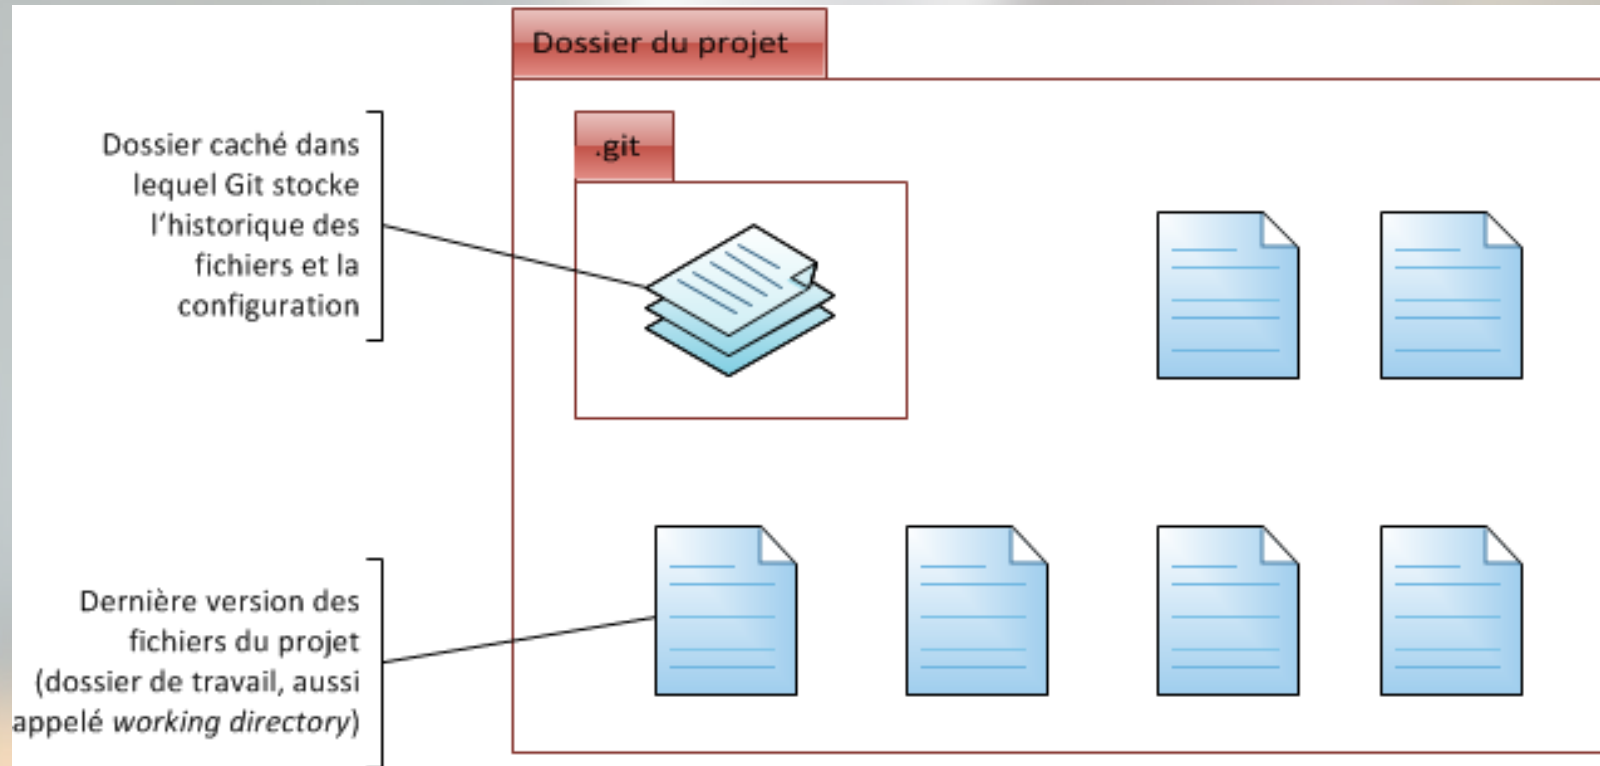 Dossier du projet
.git
Dossier caché dans
lequel Git stocke
l’historique des
fichiers et la
configuration
Dernière version des
fichiers du projet
(dossier de travail, aussi
appelé working directory)